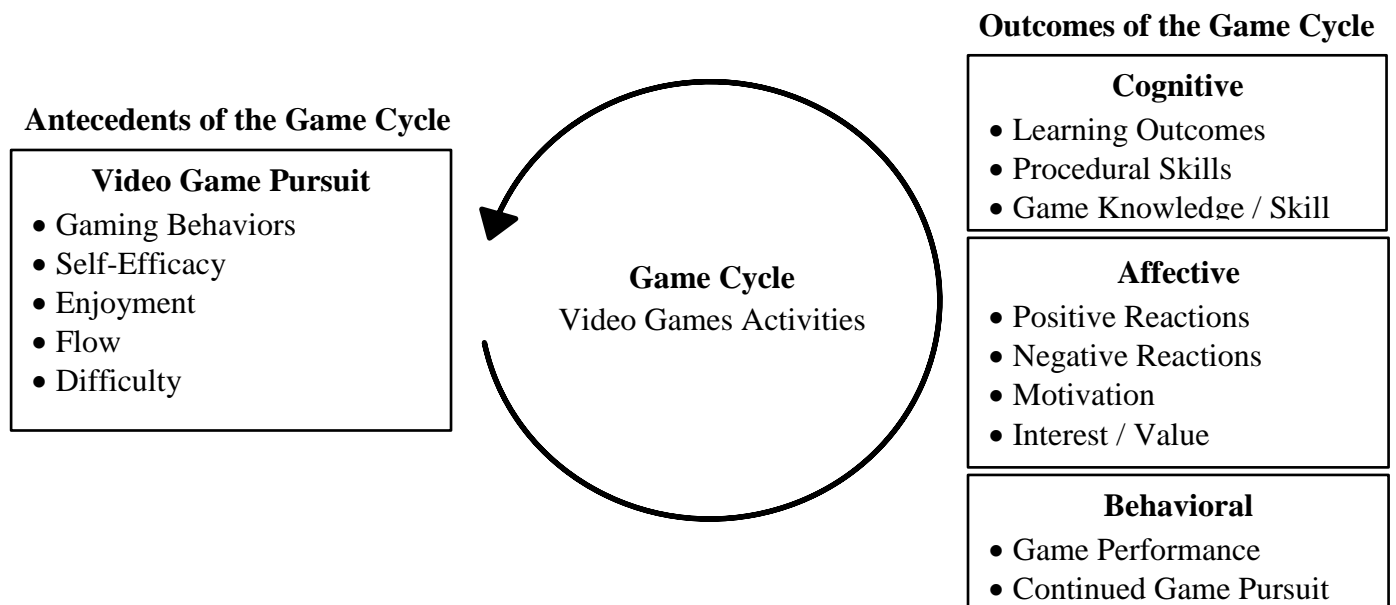 Antecedents of the Game Cycle
Video Game Pursuit
• Gaming Behaviors
• Self-Efficacy
• Enjoyment
• Flow
• Difficulty
Game Cycle
Video Games Activities
Outcomes of the Game Cycle
Cognitive
• Learning Outcomes
• Procedural Skills
• Game Knowledge / Skill
Affective
• Positive Reactions
• Negative Reactions
• Motivation
• Interest / Value
Behavioral
• Game Performance
• Continued Game Pursuit